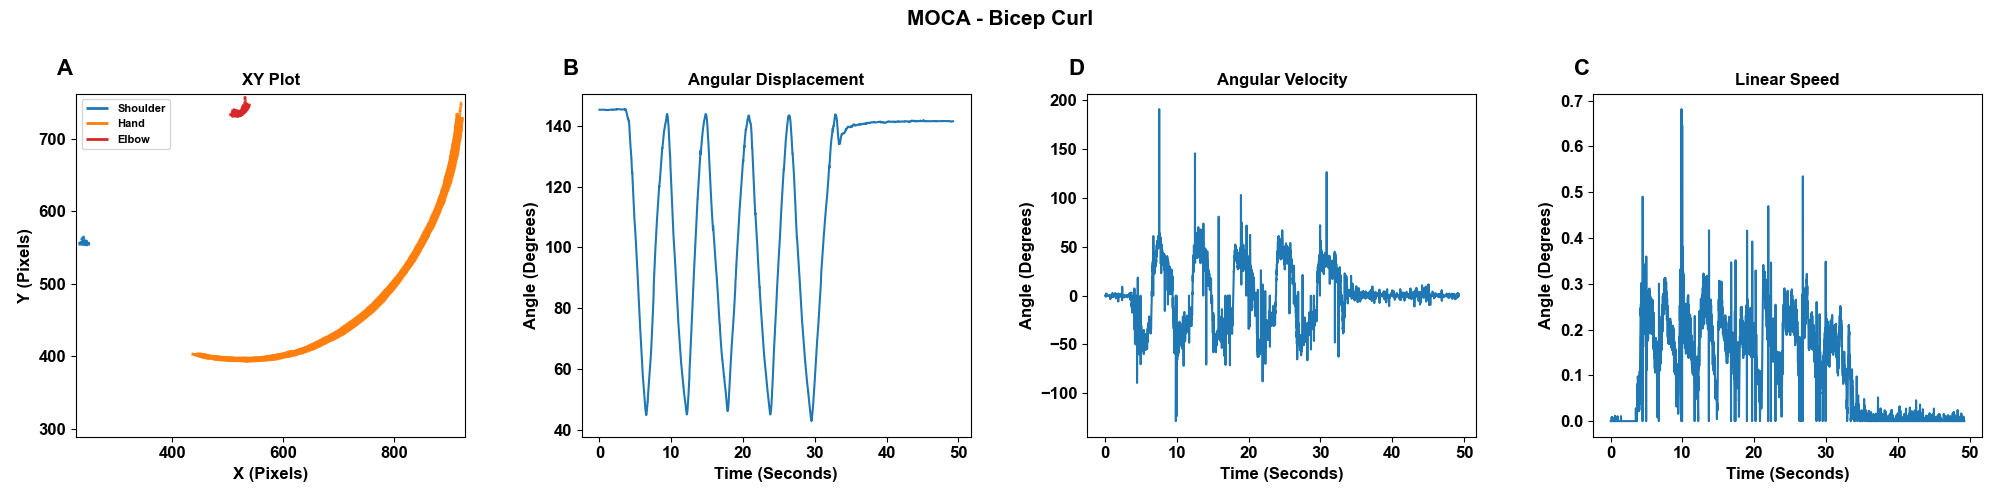 MOCA - Bicep Curl
A
XY Plot
Shoulder
Hand
Elbow
700
600
500
400
300
400
600
800
Y (Pixels)
X (Pixels)
B
Angular Displacement
140
120
100
80
60
40
0
10
20
30
40
50
Angle (Degrees)
Time (Seconds)
D
Angular Velocity
200
150
100
50
0
−50
−100
0
10
20
30
40
50
Angle (Degrees)
Time (Seconds)
C
Linear Speed
0.7
0.6
0.5
0.4
0.3
0.2
0.1
0.0
0
10
20
30
40
50
Angle (Degrees)
Time (Seconds)